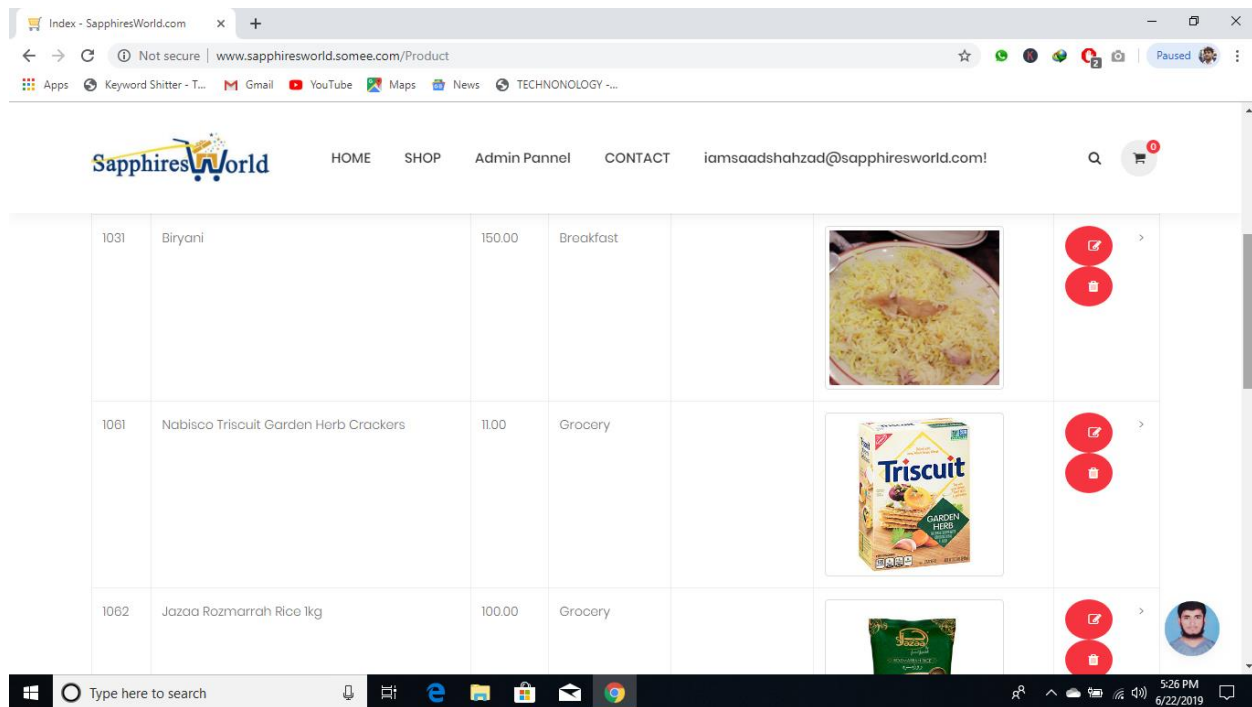 Index - SapphiresWorld.com
Not secure | www.sapphiresworld.somee.com/Product
Paused
2
Apps Keyword Shitter - T... Gmail YouTube Maps News TECHNONOLOGY -...
SapphiresWorld HOME SHOP Admin Pannel CONTACT iamsaadshahzad@sapphiresworld.com! 0
1031 Biryani 150.00 Breakfast
1061 Nabisco Triscuit Garden Herb Crackers 11.00 Grocery
Triscuit
GARDEN
HERB
1062 Jazaa Rozmarrah Rice 1kg 100.00 Grocery
Jazaa
Type here to search
5:26 PM
6/22/2019